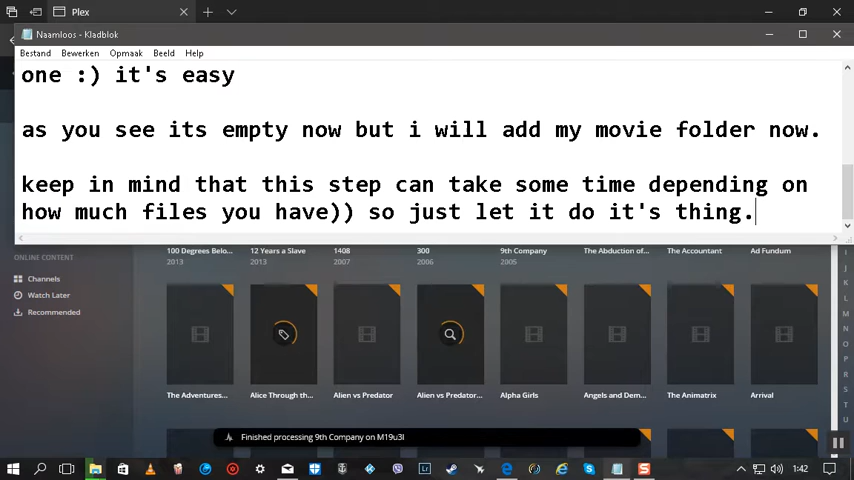 Plex
Naamloos - Kladblok
Bestand Bewerken Opmaak Beeld Help
one :) it's easy
as you see its empty now but i will add my movie folder now.
keep in mind that this step can take some time depending on
how much files you have)) so just let it do it's thing.
100 Degrees Belo... 12 Years a Slave 1408 300 9th Company The Abduction of... The Accountant Ad Fundum
2013 2013 2007 2006 2005
ONLINE CONTENT
Channels
Watch Later
Recommended
The Adventures... Alice Through th... Alien vs Predator Alien vs Predator... Alpha Girls Angels and Dem... The Animatrix Arrival
I
J
K
L
M
N
O
P
R
S
T
U
Finished processing 9th Company on M19u3l
1:42